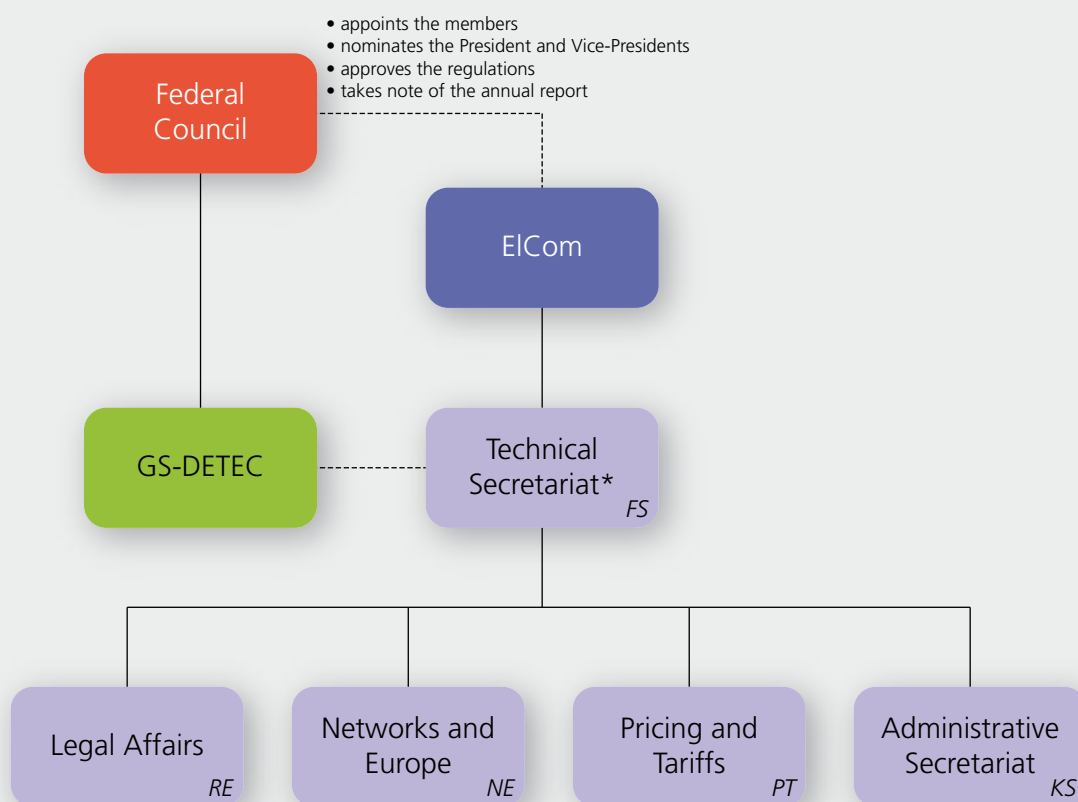 • appoints the members
• nominates the President and Vice-Presidents
• approves the regulations
• takes note of the annual report
Federal
Council
ElCom
GS-DETEC
Technical
Secretariat*
FS
Legal Affairs
RE
Networks and
Europe
NE
Pricing and
Tariffs
PT
Administrative
Secretariat
KS